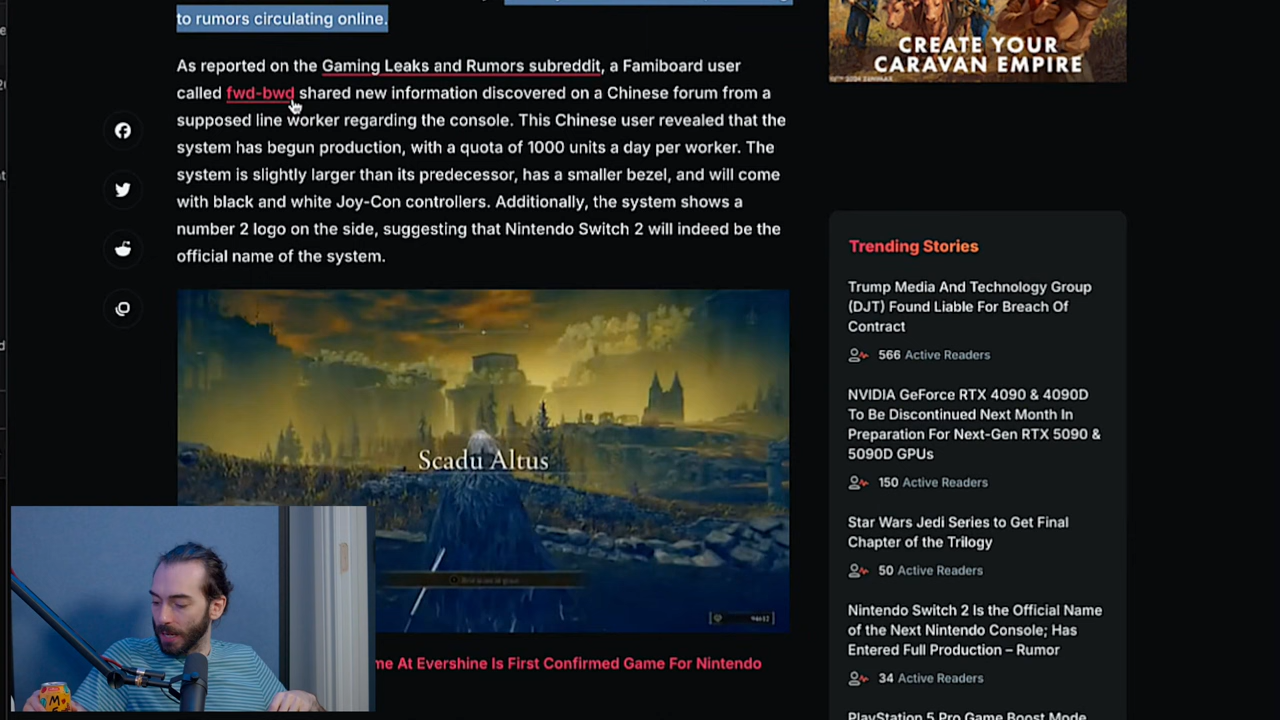 to rumors circulating online.
As reported on the Gaming Leaks and Rumors subreddit, a Famiboard user
called fwd-bwd shared new information discovered on a Chinese forum from a
supposed line worker regarding the console. This Chinese user revealed that the
system has begun production, with a quota of 1000 units a day per worker. The
system is slightly larger than its predecessor, has a smaller bezel, and will come
with black and white Joy-Con controllers. Additionally, the system shows a
number 2 logo on the side, suggesting that Nintendo Switch 2 will indeed be the
official name of the system.
Scadu Altus
me At Evershine Is First Confirmed Game For Nintendo
CREATE YOUR
CARAVAN EMPIRE
Trending Stories
Trump Media And Technology Group
(DJT) Found Liable For Breach Of
Contract
566 Active Readers
NVIDIA GeForce RTX 4090 & 4090D
To Be Discontinued Next Month In
Preparation For Next-Gen RTX 5090 &
5090D GPUs
150 Active Readers
Star Wars Jedi Series to Get Final
Chapter of the Trilogy
50 Active Readers
Nintendo Switch 2 Is the Official Name
of the Next Nintendo Console; Has
Entered Full Production – Rumor
34 Active Readers
PlayStation 5 Pro Game Boost Mode